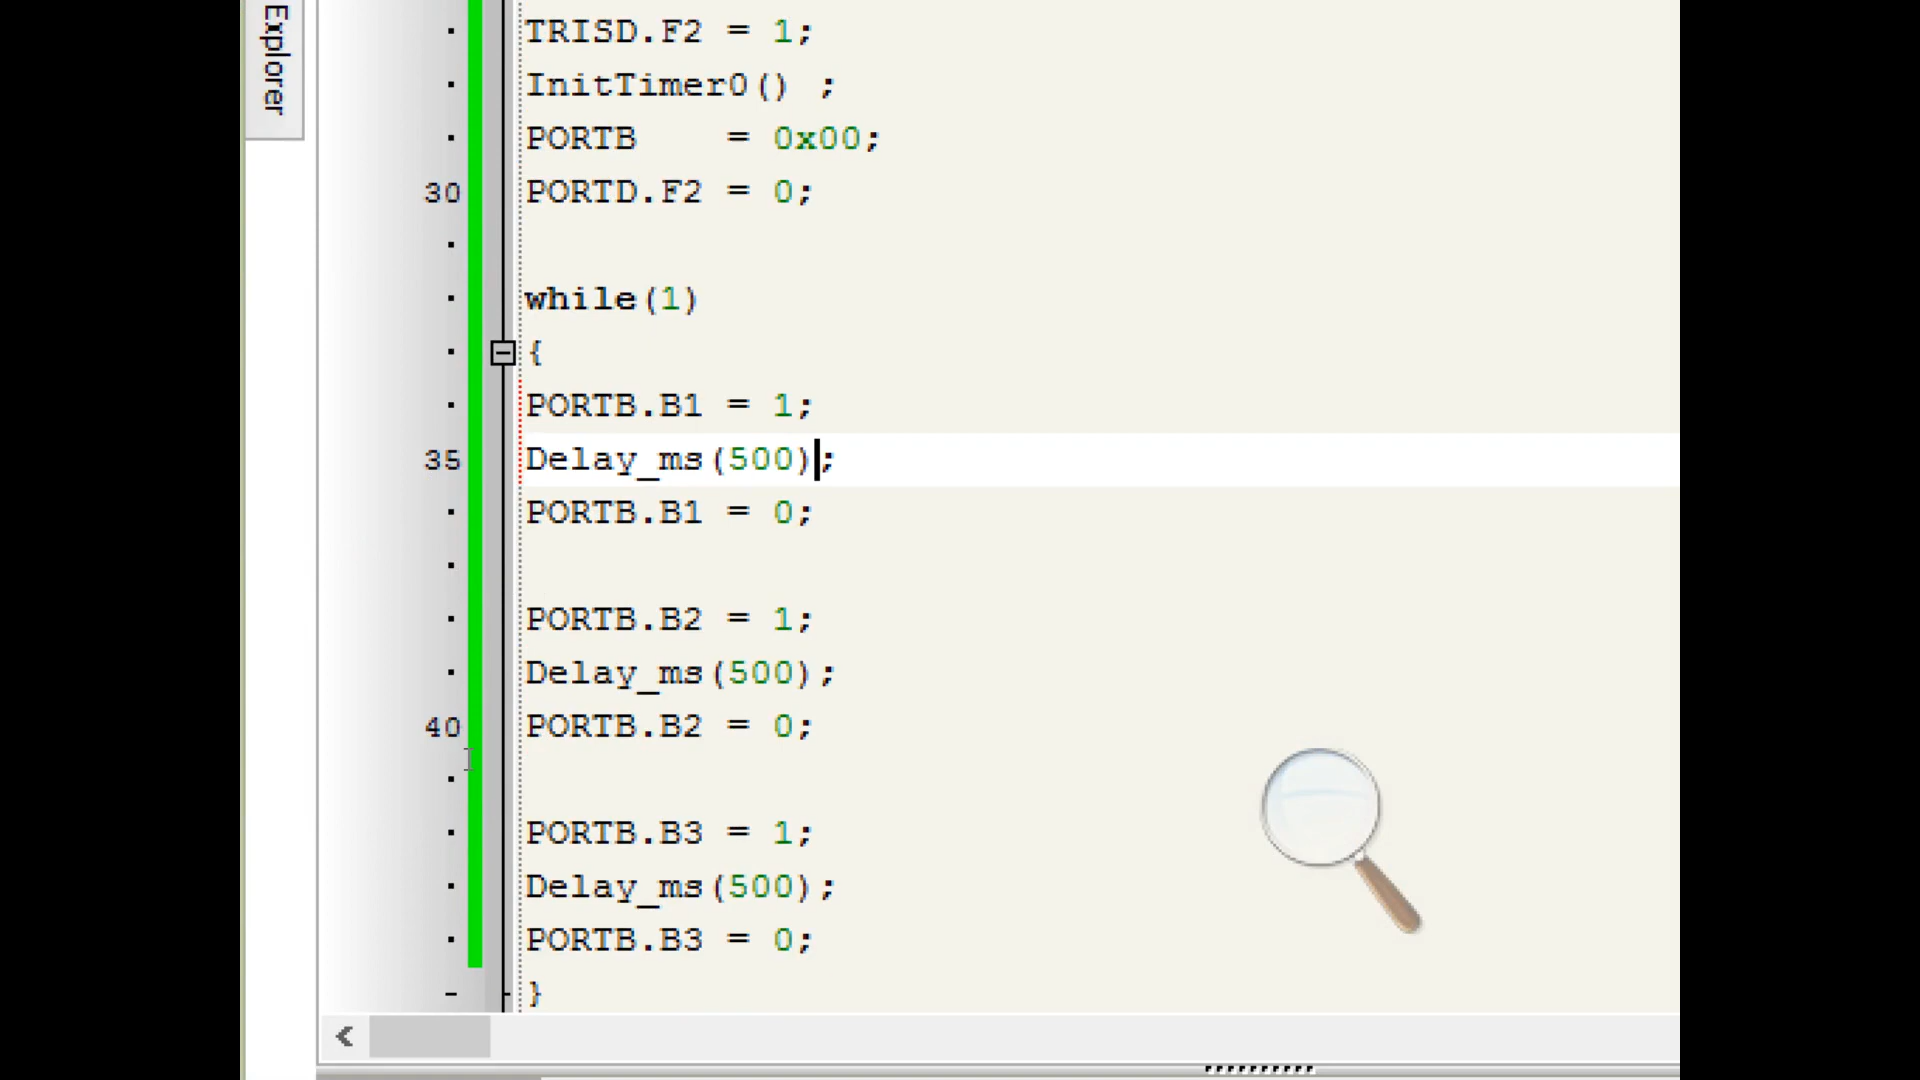 Explorer
TRISD.F2 = 1;
InitTimer0() ;
PORTB    = 0x00;
30 PORTD.F2 = 0;
while(1)
{
PORTB.B1 = 1;
35 Delay_ms(500);
PORTB.B1 = 0;
PORTB.B2 = 1;
Delay_ms(500);
40 PORTB.B2 = 0;
PORTB.B3 = 1;
Delay_ms(500);
PORTB.B3 = 0;
}